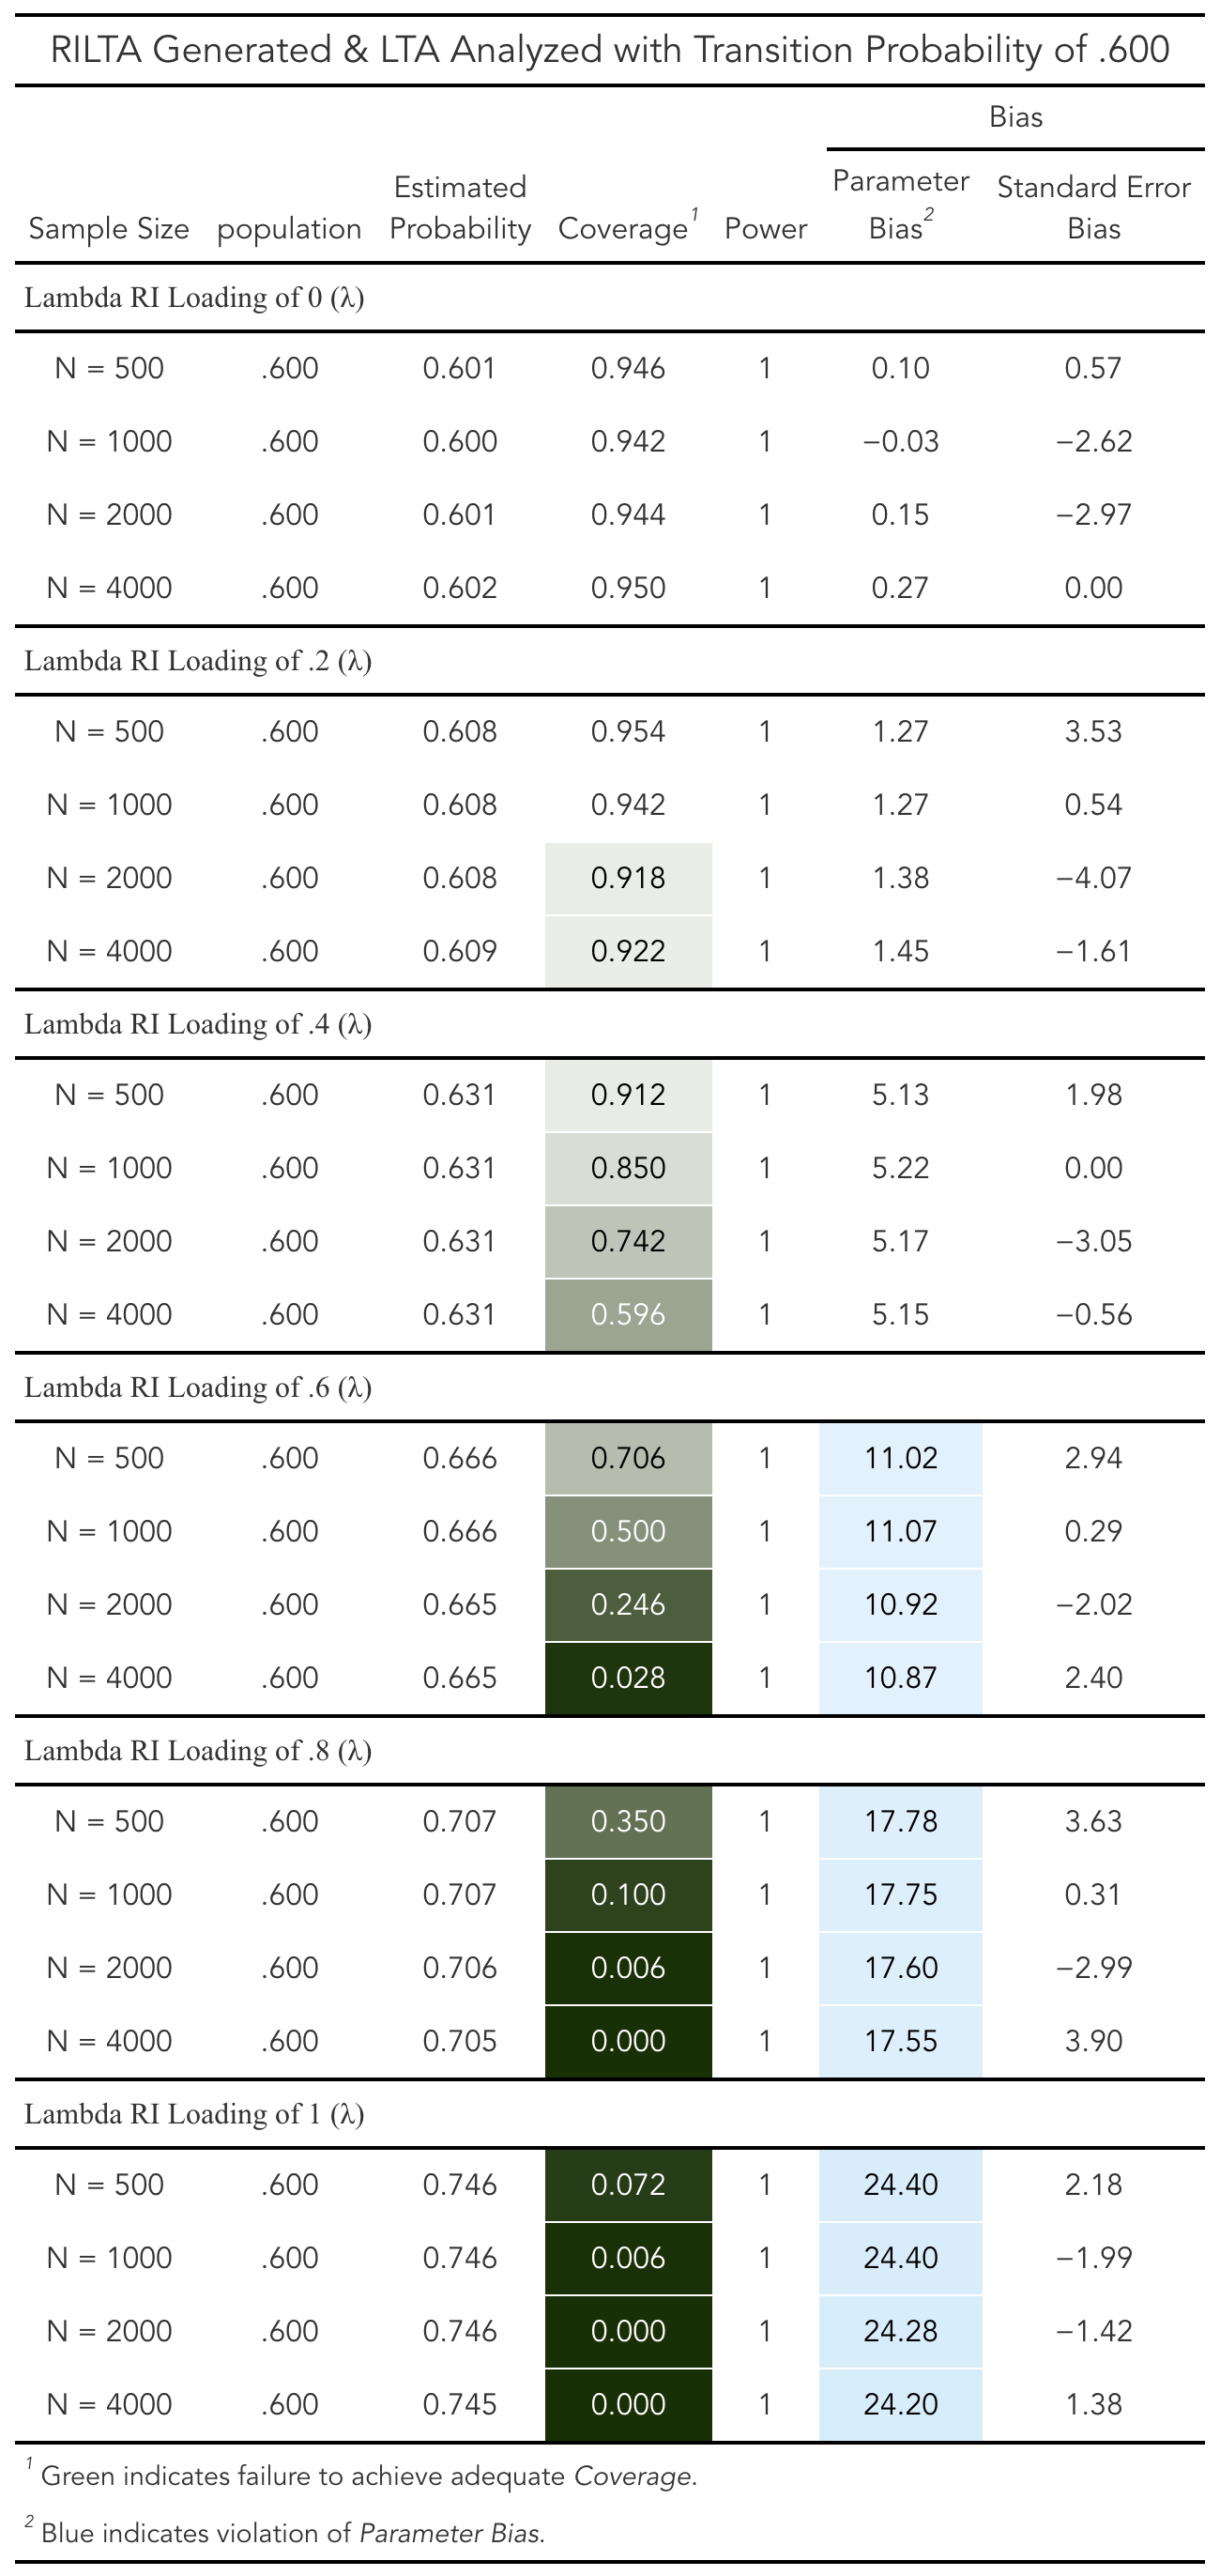 RILTA Generated & LTA Analyzed with Transition Probability of .600
Bias
Sample Size population Estimated Probability Coverage¹ Power Parameter Bias² Standard Error Bias
Lambda RI Loading of 0 (λ)
N = 500 .600 0.601 0.946 1 0.10 0.57
N = 1000 .600 0.600 0.942 1 −0.03 −2.62
N = 2000 .600 0.601 0.944 1 0.15 −2.97
N = 4000 .600 0.602 0.950 1 0.27 0.00
Lambda RI Loading of .2 (λ)
N = 500 .600 0.608 0.954 1 1.27 3.53
N = 1000 .600 0.608 0.942 1 1.27 0.54
N = 2000 .600 0.608 0.918 1 1.38 −4.07
N = 4000 .600 0.609 0.922 1 1.45 −1.61
Lambda RI Loading of .4 (λ)
N = 500 .600 0.631 0.912 1 5.13 1.98
N = 1000 .600 0.631 0.850 1 5.22 0.00
N = 2000 .600 0.631 0.742 1 5.17 −3.05
N = 4000 .600 0.631 0.596 1 5.15 −0.56
Lambda RI Loading of .6 (λ)
N = 500 .600 0.666 0.706 1 11.02 2.94
N = 1000 .600 0.666 0.500 1 11.07 0.29
N = 2000 .600 0.665 0.246 1 10.92 −2.02
N = 4000 .600 0.665 0.028 1 10.87 2.40
Lambda RI Loading of .8 (λ)
N = 500 .600 0.707 0.350 1 17.78 3.63
N = 1000 .600 0.707 0.100 1 17.75 0.31
N = 2000 .600 0.706 0.006 1 17.60 −2.99
N = 4000 .600 0.705 0.000 1 17.55 3.90
Lambda RI Loading of 1 (λ)
N = 500 .600 0.746 0.072 1 24.40 2.18
N = 1000 .600 0.746 0.006 1 24.40 −1.99
N = 2000 .600 0.746 0.000 1 24.28 −1.42
N = 4000 .600 0.745 0.000 1 24.20 1.38
¹ Green indicates failure to achieve adequate Coverage.
² Blue indicates violation of Parameter Bias.